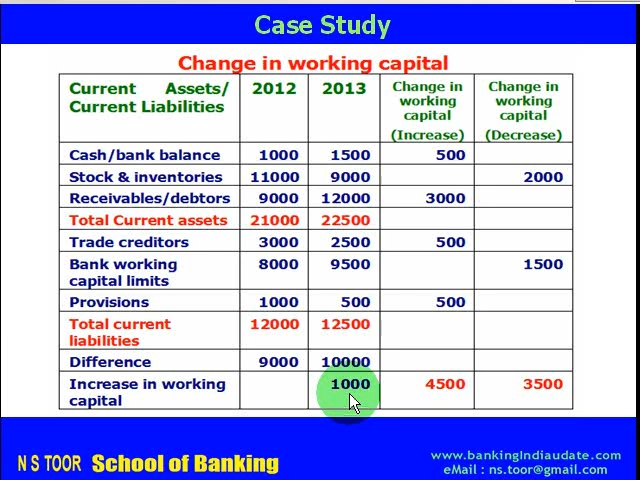 Case Study
Change in working capital
Current Assets/ Current Liabilities 2012 2013 Change in working capital (Increase) Change in working capital (Decrease)
Cash/bank balance 1000 1500 500
Stock & inventories 11000 9000 2000
Receivables/debtors 9000 12000 3000
Total Current assets 21000 22500
Trade creditors 3000 2500 500
Bank working capital limits 8000 9500 1500
Provisions 1000 500 500
Total current liabilities 12000 12500
Difference 9000 10000
Increase in working capital 1000 4500 3500
N S TOOR School of Banking
www.bankingIndiaudate.com
eMail : ns.toor@gmail.com